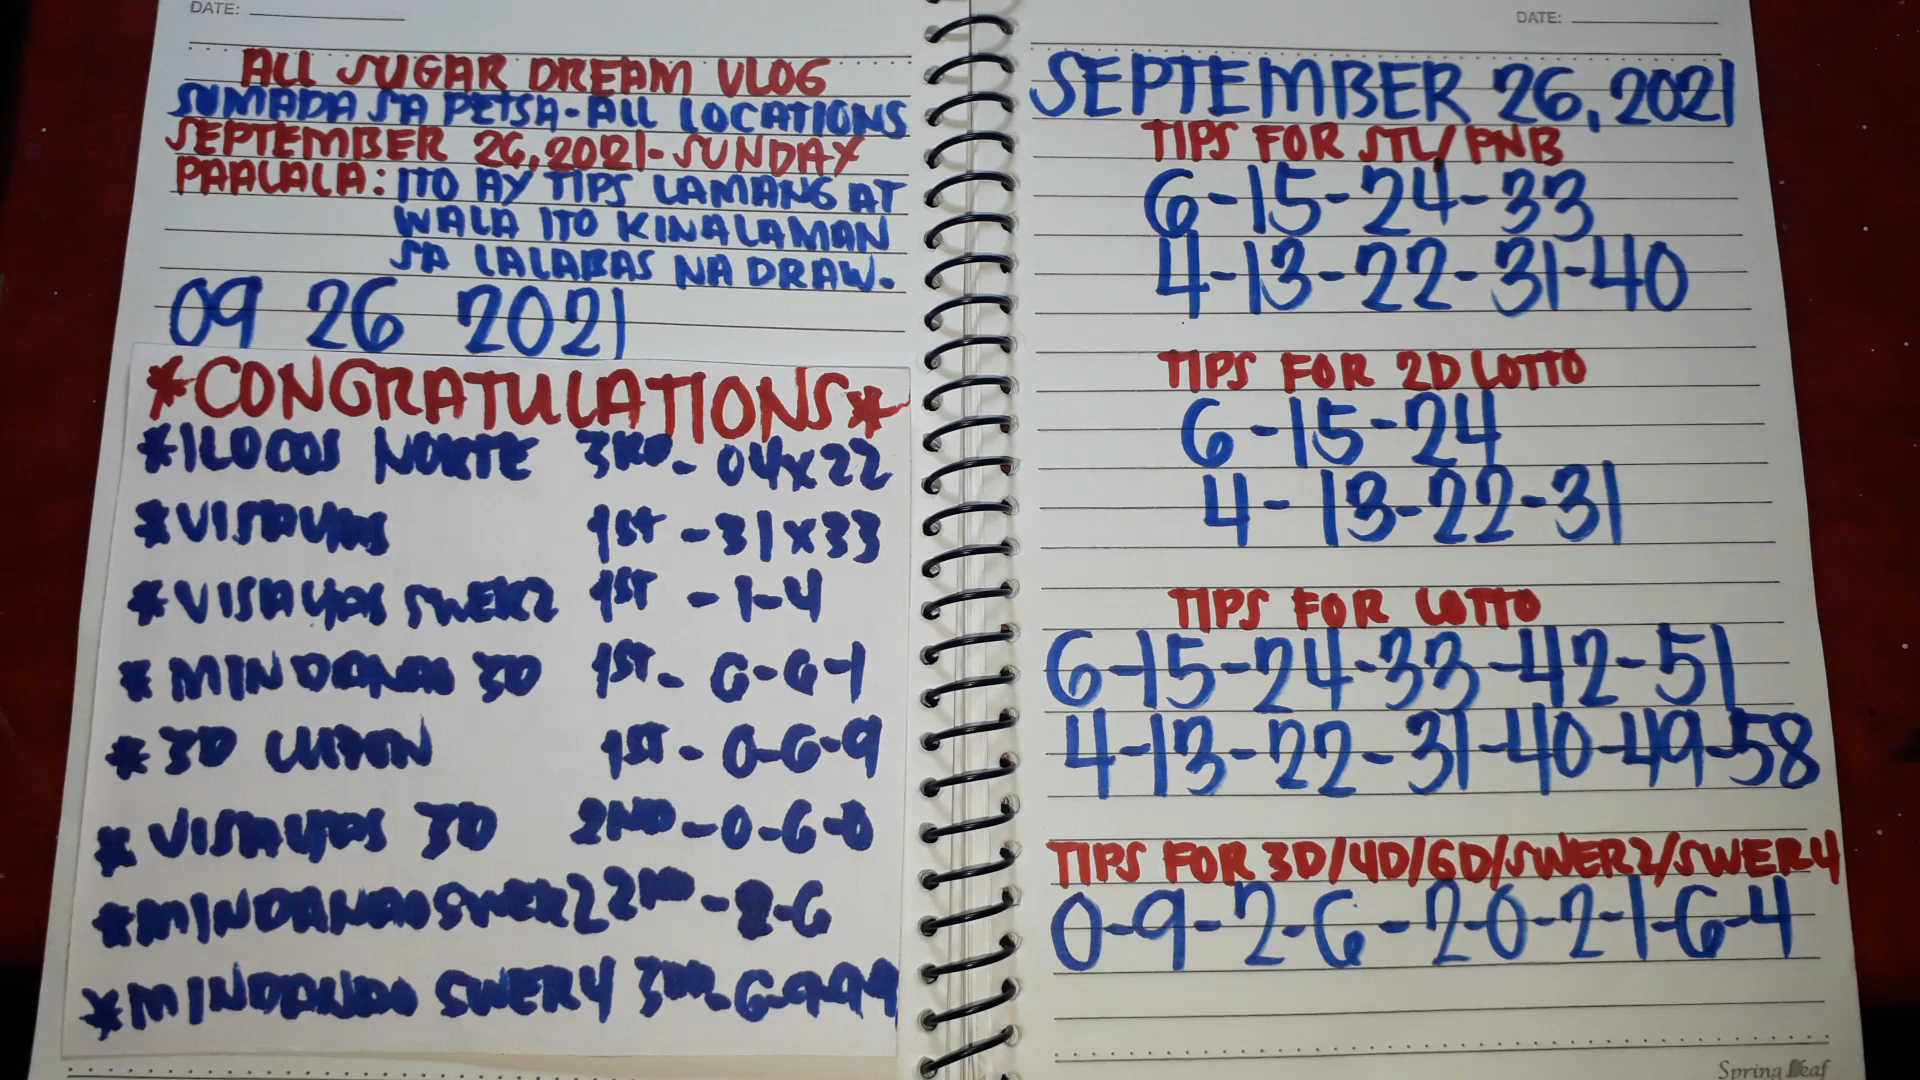 DATE:
ALL SUGAR DREAM VLOG
SUMADA SA PETSA-ALL LOCATIONS
SEPTEMBER 26, 2021-SUNDAY
PAALALA: ITO AY TIPS LAMANG AT
WALA ITO KINALAMAN
SA LALABAS NA DRAW.
09 26 2021
*CONGRATULATIONS*
*ILOCOS NORTE 3RD- 04x22
*VISAYAS 1ST - 31x33
*VISAYAS SWER2 1ST - 1-4
*MINDANAO 3D 1ST- 6-6-1
*3D LUZON 1ST- 0-6-9
*VISAYAS 3D 2ND-0-6-0
*MINDANAO SWER2 2ND -8-6
*MINDANAO SWER4 3RD-6-9-9-9
DATE:
SEPTEMBER 26, 2021
TIPS FOR STL/PNB
6-15-24-33
4-13-22-31-40
TIPS FOR 2D LOTTO
6-15-24
4-13-22-31
TIPS FOR LOTTO
6-15-24-33-42-51
4-13-22-31-40-49-58
TIPS FOR 3D/4D/6D/SWER2/SWER4
0-9-2-6-2-0-2-1-6-4
Spring Leaf